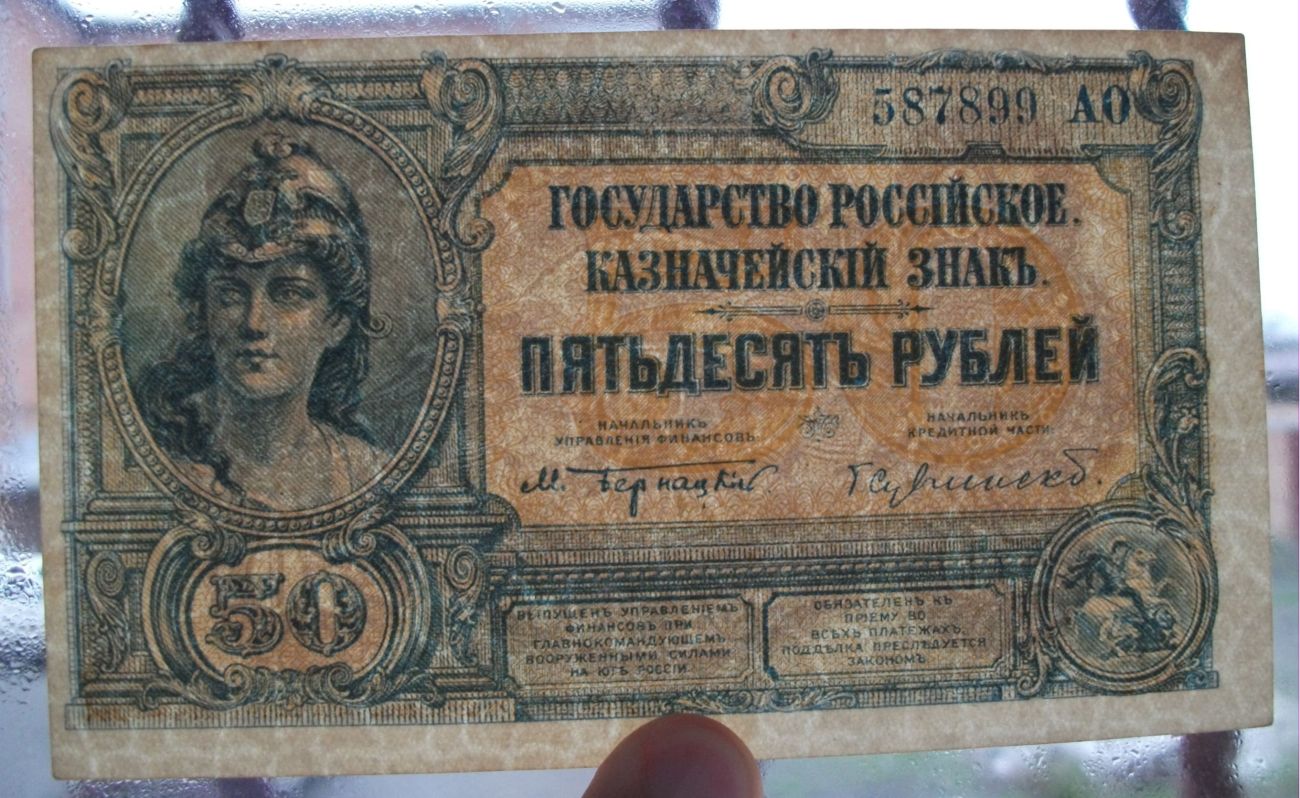 587899 АО
ГОСУДАРСТВО РОССІЙСКОЕ.
КАЗНАЧЕЙСКІЙ ЗНАКЪ.
ПЯТЬДЕСЯТЪ РУБЛЕЙ
НАЧАЛЬНИКЪ
УПРАВЛЕНІЯ ФИНАНСОВЪ
НАЧАЛЬНИКЪ
КРЕДИТНОЙ ЧАСТИ:
М. Бернацкій.
50
ВЫПУЩЕНЪ УПРАВЛЕНІЕМЪ
ФИНАНСОВЪ ПРИ
ГЛАВНОКОМАНДУЮЩЕМЪ
ВООРУЖЕННЫМИ СИЛАМИ
НА ЮГѢ РОССІИ.
ОБЯЗАТЕЛЕНЪ КЪ
ПРІЕМУ ВО
ВСѢХЪ ПЛАТЕЖАХЪ.
ПОДДѢЛКА ПРЕСЛѢДУЕТСЯ
ЗАКОНОМЪ